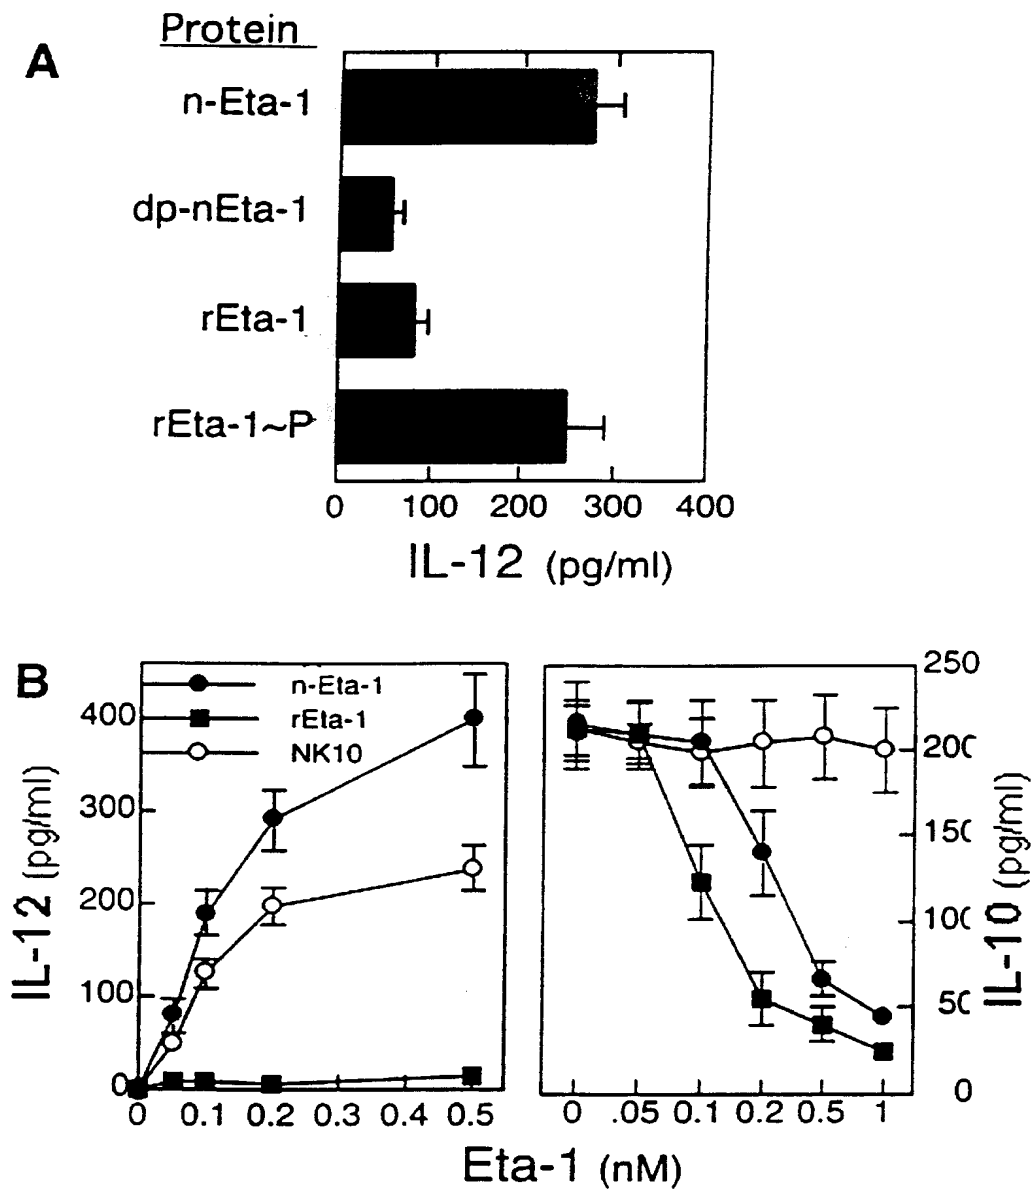 Protein
A
n-Eta-1
dp-nEta-1
rEta-1
rEta-1~P
0 100 200 300 400
IL-12 (pg/ml)
B
n-Eta-1
rEta-1
NK10
400
300
200
100
0
IL-12 (pg/ml)
0 0.1 0.2 0.3 0.4 0.5
250
200
150
100
50
0
IL-10 (pg/ml)
0 .05 0.1 0.2 0.5 1
Eta-1 (nM)